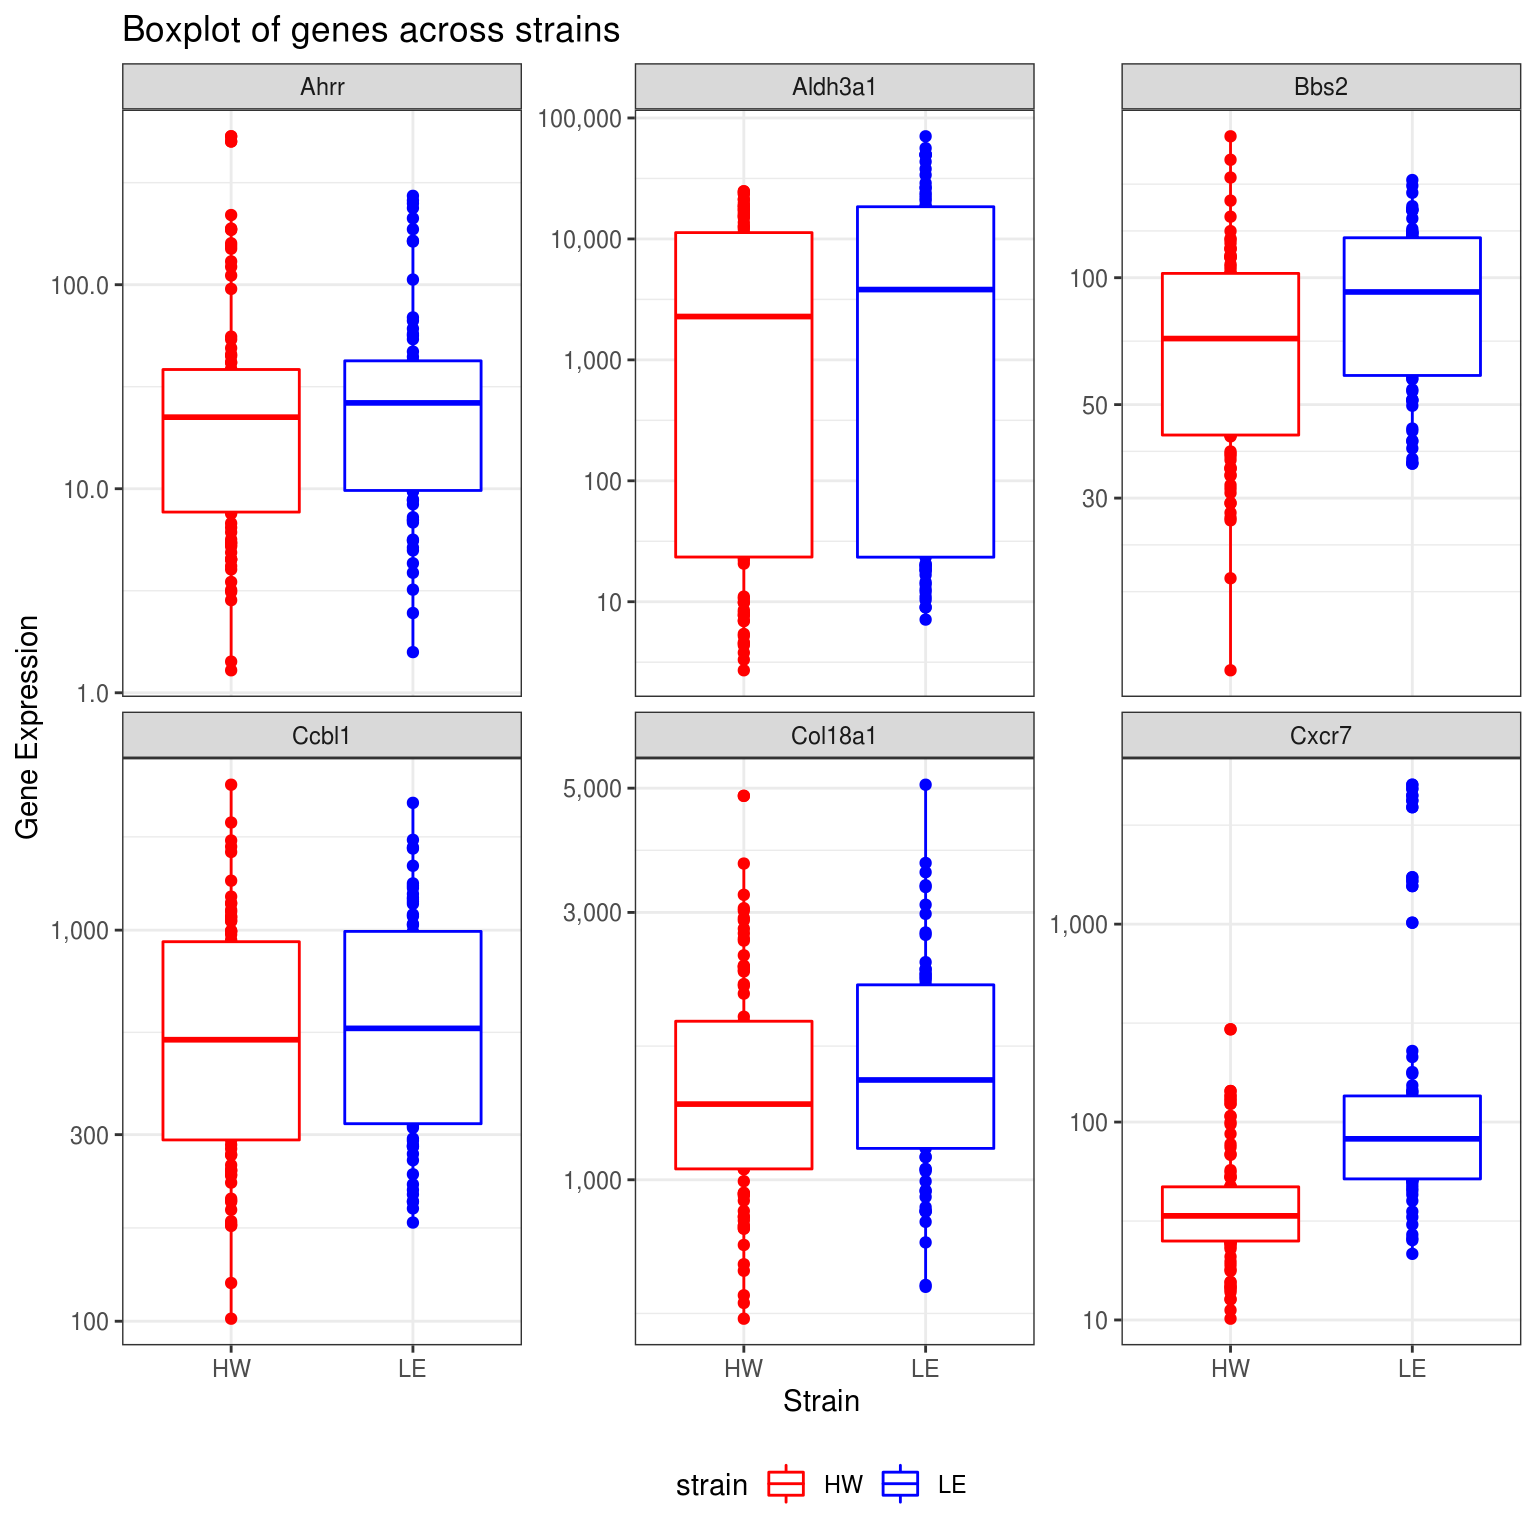 Boxplot of genes across strains
Ahrr
Aldh3a1
Bbs2
100.0
10.0
1.0
100,000
10,000
1,000
100
10
100
50
30
Gene Expression
Ccbl1
Col18a1
Cxcr7
1,000
300
100
5,000
3,000
1,000
1,000
100
10
HW LE
HW LE
HW LE
Strain
strain HW LE